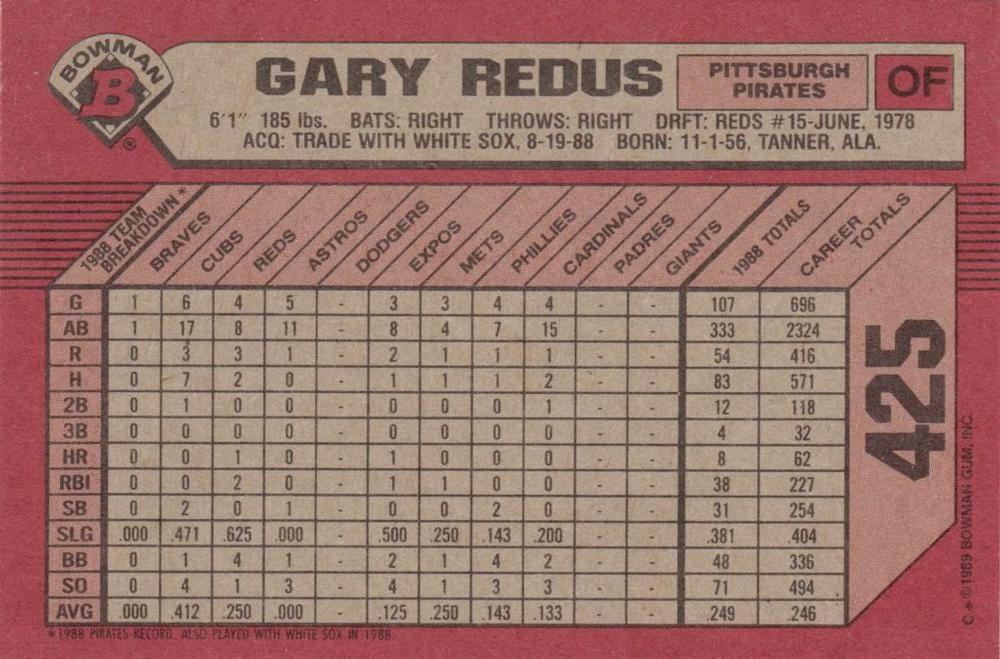 BOWMAN
B
®
GARY REDUS
PITTSBURGH
PIRATES
OF
6'1" 185 lbs. BATS: RIGHT THROWS: RIGHT DRFT: REDS #15-JUNE, 1978
ACQ: TRADE WITH WHITE SOX, 8-19-88 BORN: 11-1-56, TANNER, ALA.
1988 TEAM
BREAKDOWN* BRAVES CUBS REDS ASTROS DODGERS EXPOS METS PHILLIES CARDINALS PADRES GIANTS 1988 TOTALS CAREER TOTALS
G 1 6 4 5 - 3 3 4 4 - - 107 696
AB 1 17 8 11 - 8 4 7 15 - - 333 2324
R 0 3 3 1 - 2 1 1 1 - - 54 416
H 0 7 2 0 - 1 1 1 2 - - 83 571
2B 0 1 0 0 - 0 0 0 1 - - 12 118
3B 0 0 0 0 - 0 0 0 0 - - 4 32
HR 0 0 1 0 - 1 0 0 0 - - 8 62
RBI 0 0 2 0 - 1 1 0 0 - - 38 227
SB 0 2 0 1 - 0 0 2 0 - - 31 254
SLG .000 .471 .625 .000 - .500 .250 .143 .200 - - .381 .404
BB 0 1 4 1 - 2 1 4 2 - - 48 336
SO 0 4 1 3 - 4 1 3 3 - - 71 494
AVG .000 .412 .250 .000 - .125 .250 .143 .133 - - .249 .246
*1988 PIRATES RECORD. ALSO PLAYED WITH WHITE SOX IN 1988
425
C*©1989 BOWMAN GUM, INC.